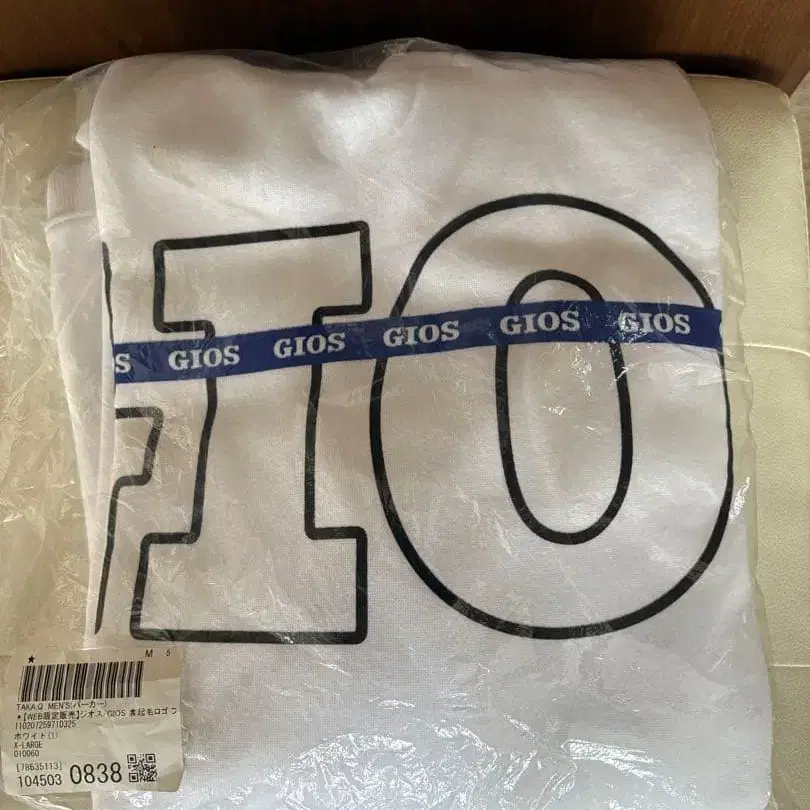 IO
S GIOS GIOS GIOS GIOS GIOS
★ M 5
TAKA.Q MEN'S(パーカー)
*【WEB限定販売】ジオス/GIOS 裏起毛ロゴフ
110207259710325
ホワイト(1)
X-LARGE
010060
[78635113]
104503 0838